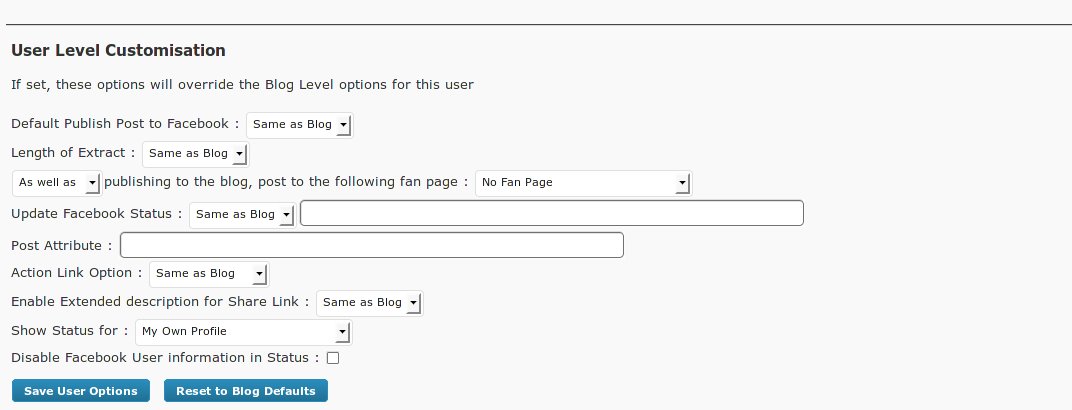 User Level Customisation
If set, these options will override the Blog Level options for this user
Default Publish Post to Facebook : Same as Blog
Length of Extract : Same as Blog
As well as publishing to the blog, post to the following fan page : No Fan Page
Update Facebook Status : Same as Blog
Post Attribute :
Action Link Option : Same as Blog
Enable Extended description for Share Link : Same as Blog
Show Status for : My Own Profile
Disable Facebook User information in Status :
Save User Options Reset to Blog Defaults